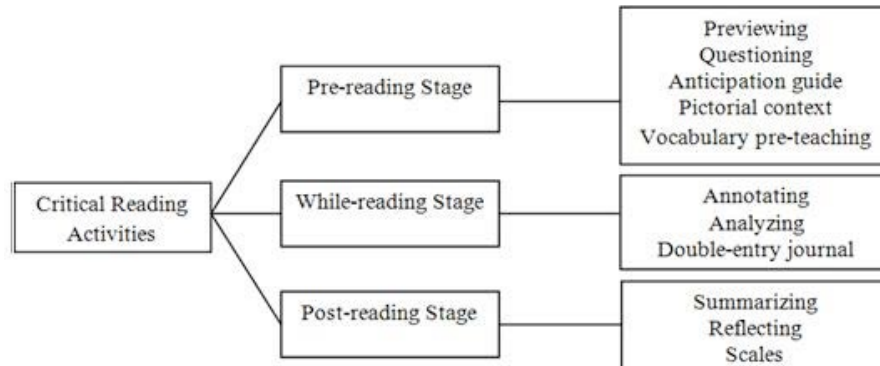 Critical Reading
Activities
Pre-reading Stage
Previewing
Questioning
Anticipation guide
Pictorial context
Vocabulary pre-teaching
While-reading Stage
Annotating
Analyzing
Double-entry journal
Post-reading Stage
Summarizing
Reflecting
Scales